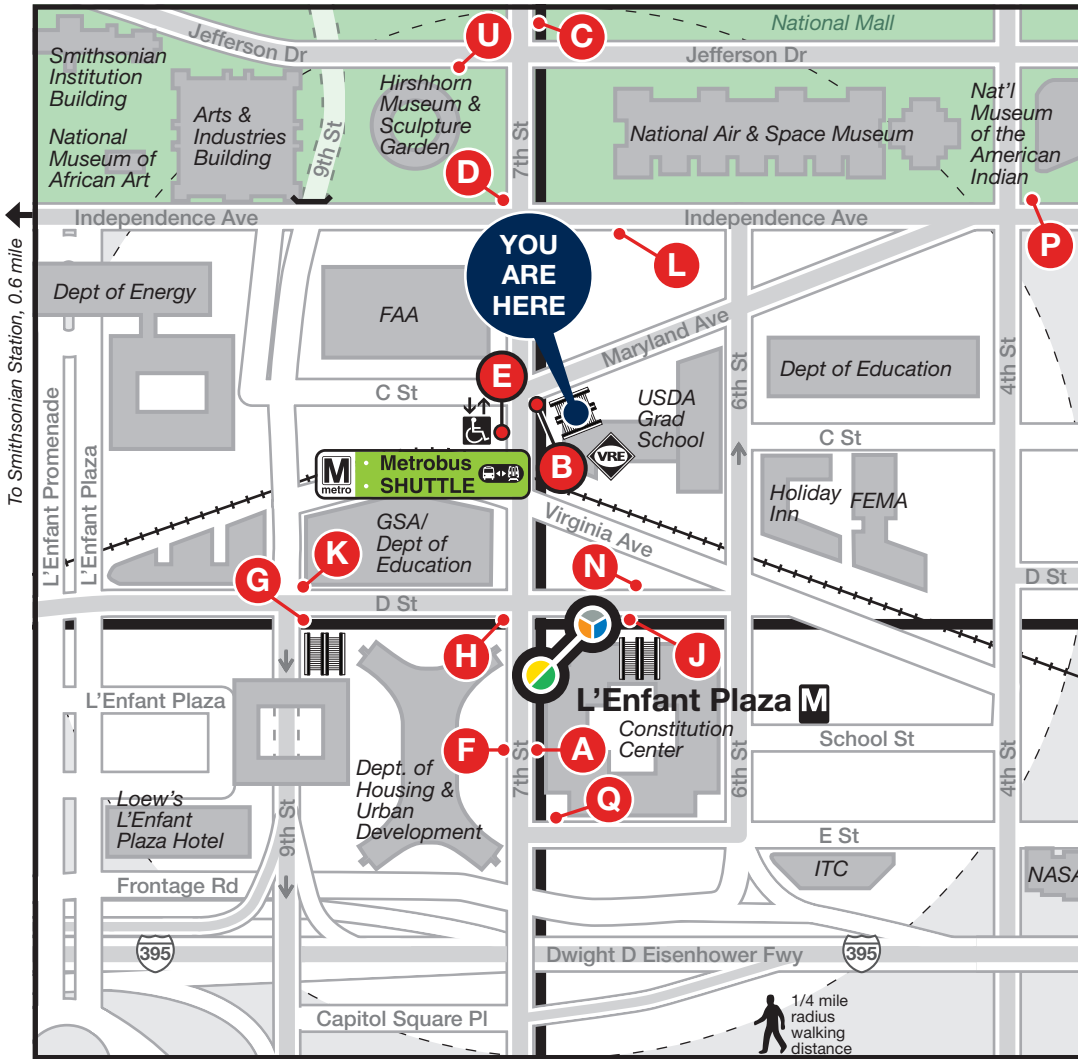 National Mall
U
C
Jefferson Dr
Jefferson Dr
Smithsonian
Institution
Building
Arts &
Industries
Building
9th St
Hirshhorn
Museum &
Sculpture
Garden
7th St
National Air & Space Museum
Nat'l
Museum
of the
American
Indian
National
Museum of
African Art
D
Independence Ave
Independence Ave
P
L
YOU
ARE
HERE
To Smithsonian Station, 0.6 mile
Dept of Energy
FAA
Maryland Ave
6th St
4th St
Dept of Education
E
C St
USDA
Grad
School
C St
L'Enfant Promenade
L'Enfant Plaza
M
metro
· Metrobus
· SHUTTLE
B
VRE
Holiday
Inn
FEMA
GSA/
Dept of
Education
Virginia Ave
K
N
G
D St
D St
H
J
L'Enfant Plaza M
Constitution
Center
L'Enfant Plaza
F
7th St
A
School St
6th St
4th St
Dept. of
Housing &
Urban
Development
Q
Loew's
L'Enfant
Plaza Hotel
9th St
E St
ITC
NASA
Frontage Rd
395
Dwight D Eisenhower Fwy
395
Capitol Square Pl
1/4 mile
radius
walking
distance